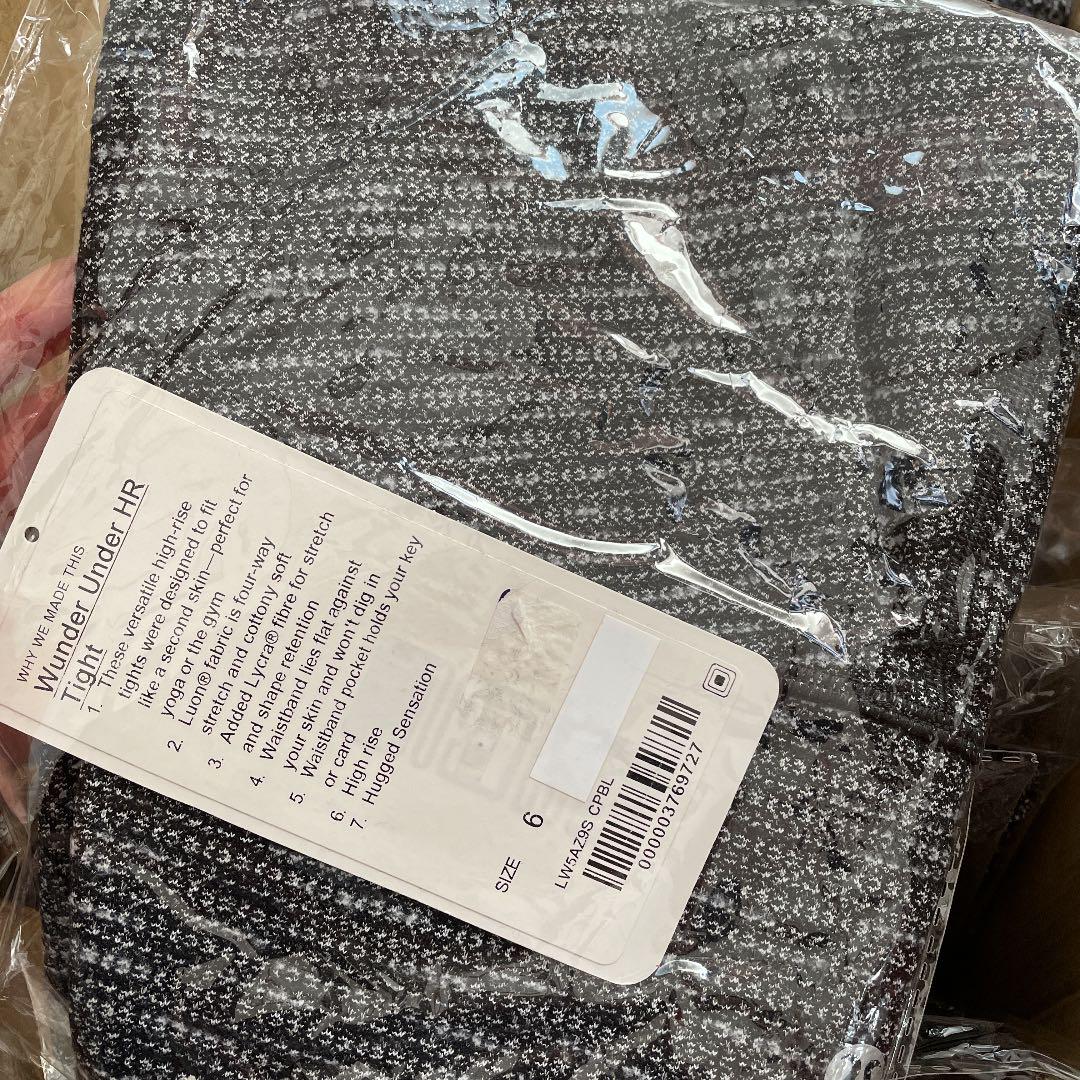 WHY WE MADE THIS
Wunder Under HR
Tight
1. These versatile high-rise
tights were designed to fit
like a second skin—perfect for
yoga or the gym
2. Luon® fabric is four-way
stretch and cottony soft
3. Added Lycra® fibre for stretch
and shape retention
4. Waistband lies flat against
your skin and won't dig in
5. Waistband pocket holds your key
or card
6. High rise
7. Hugged Sensation
SIZE 6
LW5AZ9S CPBL
000003769727